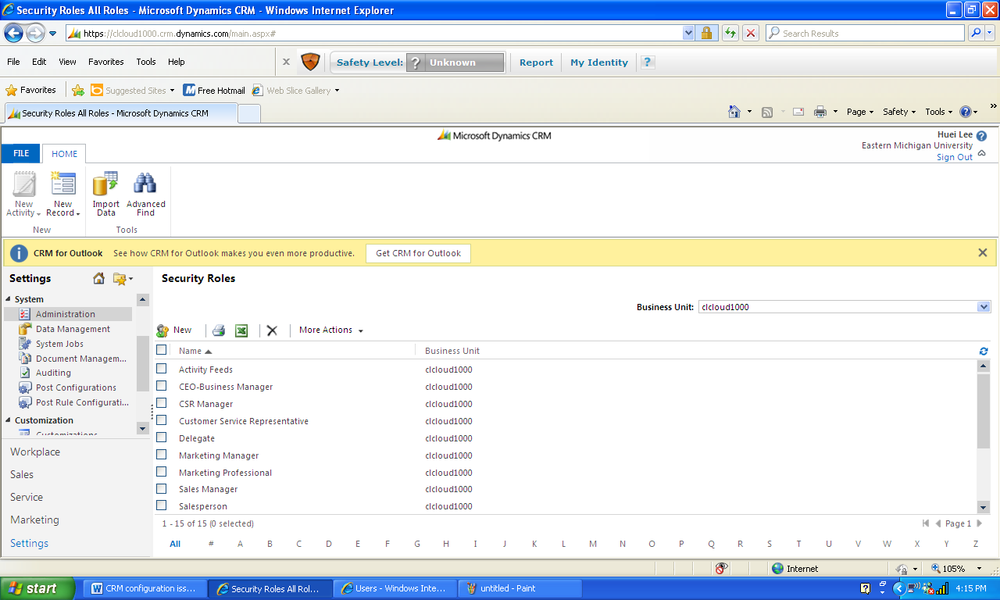 Security Roles All Roles - Microsoft Dynamics CRM - Windows Internet Explorer
https://clcloud1000.crm.dynamics.com/main.aspx#
Search Results
File Edit View Favorites Tools Help
Safety Level: ? Unknown Report My Identity ?
Favorites Suggested Sites Free Hotmail Web Slice Gallery
Security Roles All Roles - Microsoft Dynamics CRM
Page Safety Tools
Microsoft Dynamics CRM
Huei Lee
Eastern Michigan University
Sign Out
FILE HOME
New Activity
New Record
Import Data
Advanced Find
New Tools
CRM for Outlook See how CRM for Outlook makes you even more productive. Get CRM for Outlook
Settings
System
Administration
Data Management
System Jobs
Document Managem...
Auditing
Post Configurations
Post Rule Configurati...
Customization
Customizations
Workplace
Sales
Service
Marketing
Settings
Security Roles
Business Unit: clcloud1000
New More Actions
Name Business Unit
Activity Feeds clcloud1000
CEO-Business Manager clcloud1000
CSR Manager clcloud1000
Customer Service Representative clcloud1000
Delegate clcloud1000
Marketing Manager clcloud1000
Marketing Professional clcloud1000
Sales Manager clcloud1000
Salesperson clcloud1000
1 - 15 of 15 (0 selected) Page 1
All # A B C D E F G H I J K L M N O P Q R S T U V W X Y Z
Internet 105%
start CRM configuration iss... Security Roles All Rol... Users - Windows Inte... untitled - Paint 4:15 PM